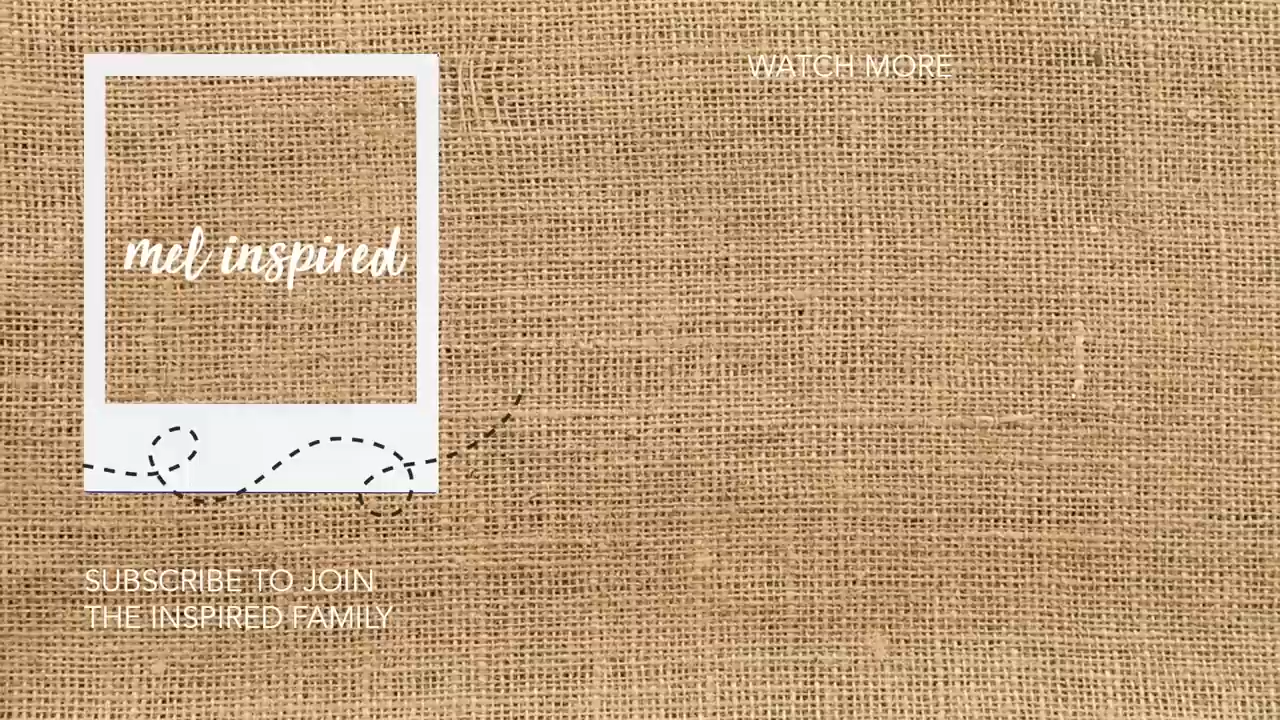 WATCH MORE
mel inspired
SUBSCRIBE TO JOIN
THE INSPIRED FAMILY